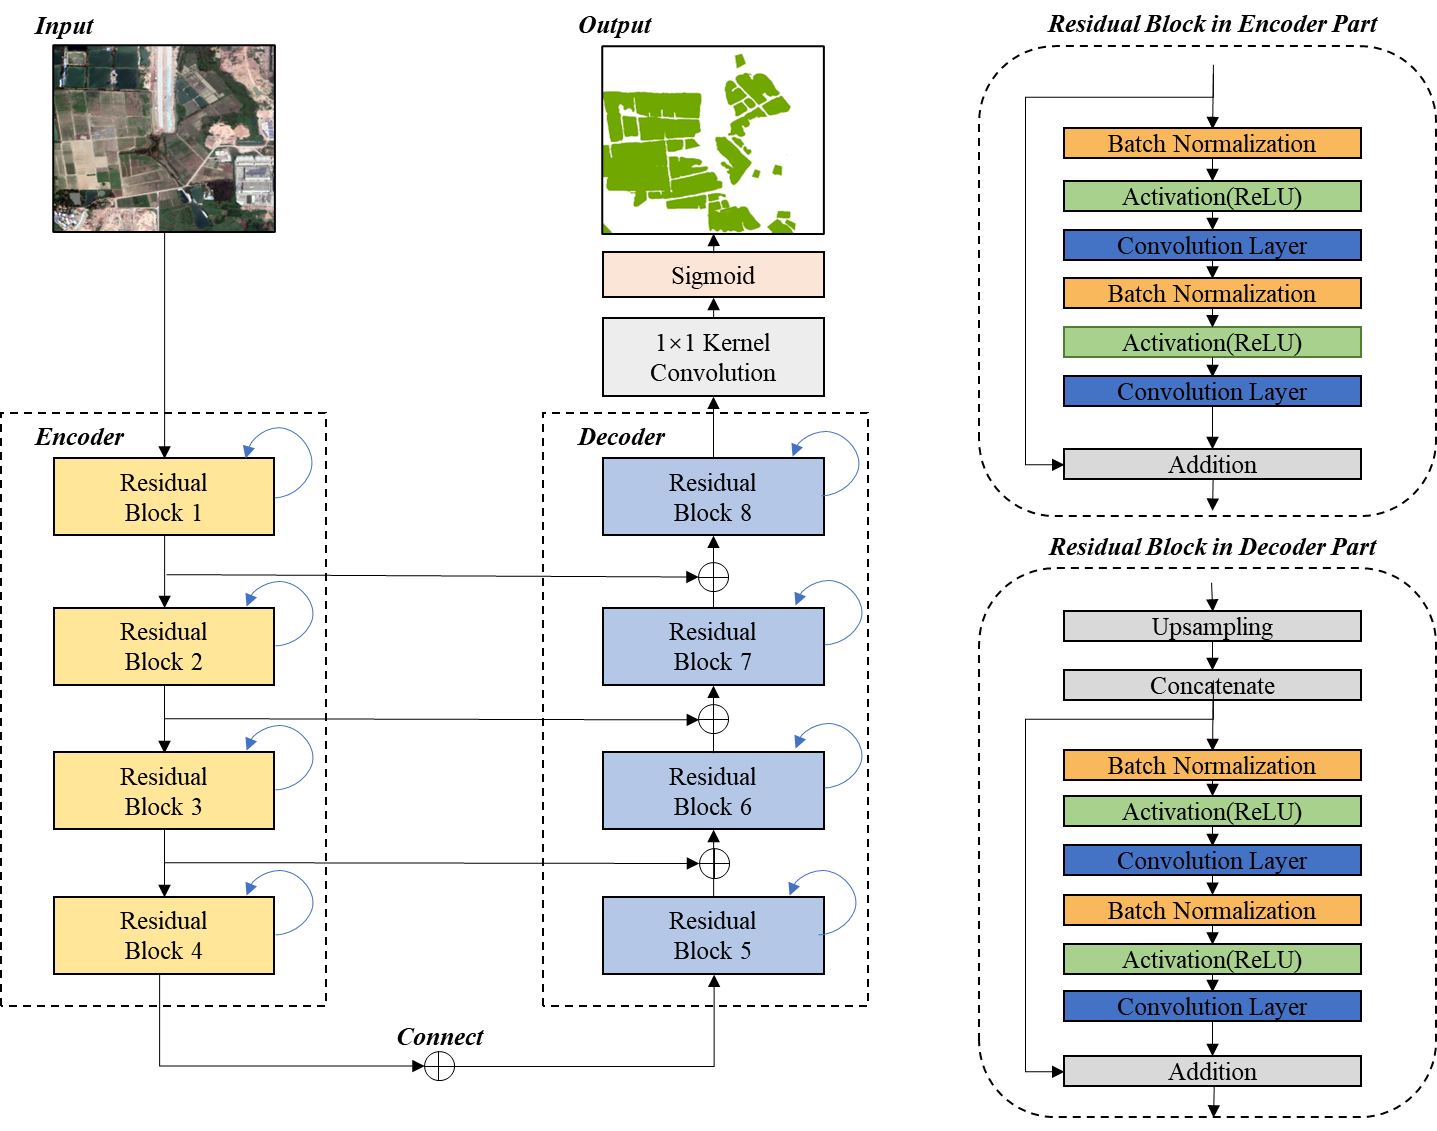 Input
Output
Sigmoid
1×1 Kernel
Convolution
Encoder
Residual
Block 1
Residual
Block 2
Residual
Block 3
Residual
Block 4
Connect
Decoder
Residual
Block 8
Residual
Block 7
Residual
Block 6
Residual
Block 5
Residual Block in Encoder Part
Batch Normalization
Activation(ReLU)
Convolution Layer
Batch Normalization
Activation(ReLU)
Convolution Layer
Addition
Residual Block in Decoder Part
Upsampling
Concatenate
Batch Normalization
Activation(ReLU)
Convolution Layer
Batch Normalization
Activation(ReLU)
Convolution Layer
Addition